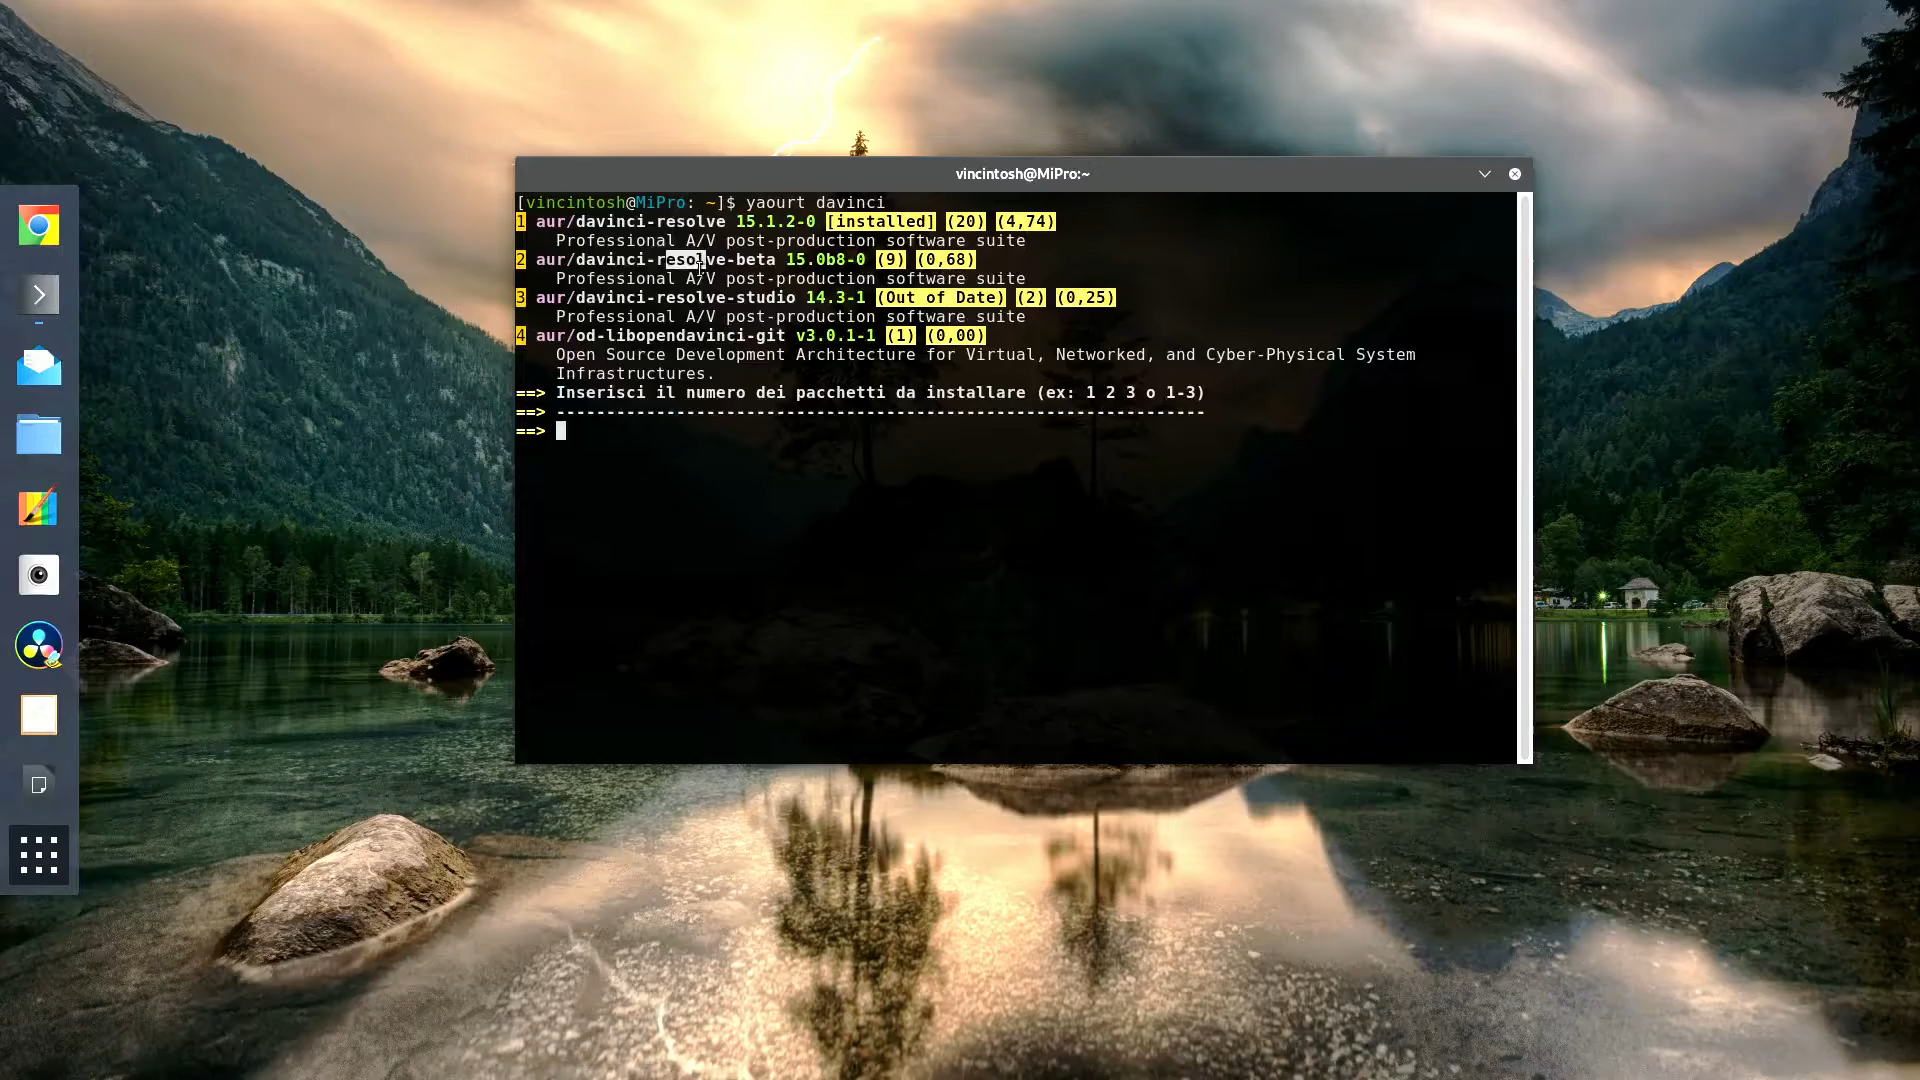 vincintosh@MiPro:~
[vincintosh@MiPro: ~]$ yaourt davinci
1 aur/davinci-resolve 15.1.2-0 [installed] (20) (4,74)
Professional A/V post-production software suite
2 aur/davinci-resolve-beta 15.0b8-0 (9) (0,68)
Professional A/V post-production software suite
3 aur/davinci-resolve-studio 14.3-1 (Out of Date) (2) (0,25)
Professional A/V post-production software suite
4 aur/od-libopendavinci-git v3.0.1-1 (1) (0,00)
Open Source Development Architecture for Virtual, Networked, and Cyber-Physical System
Infrastructures.
==> Inserisci il numero dei pacchetti da installare (ex: 1 2 3 o 1-3)
==> -----------------------------------------------------------------
==>